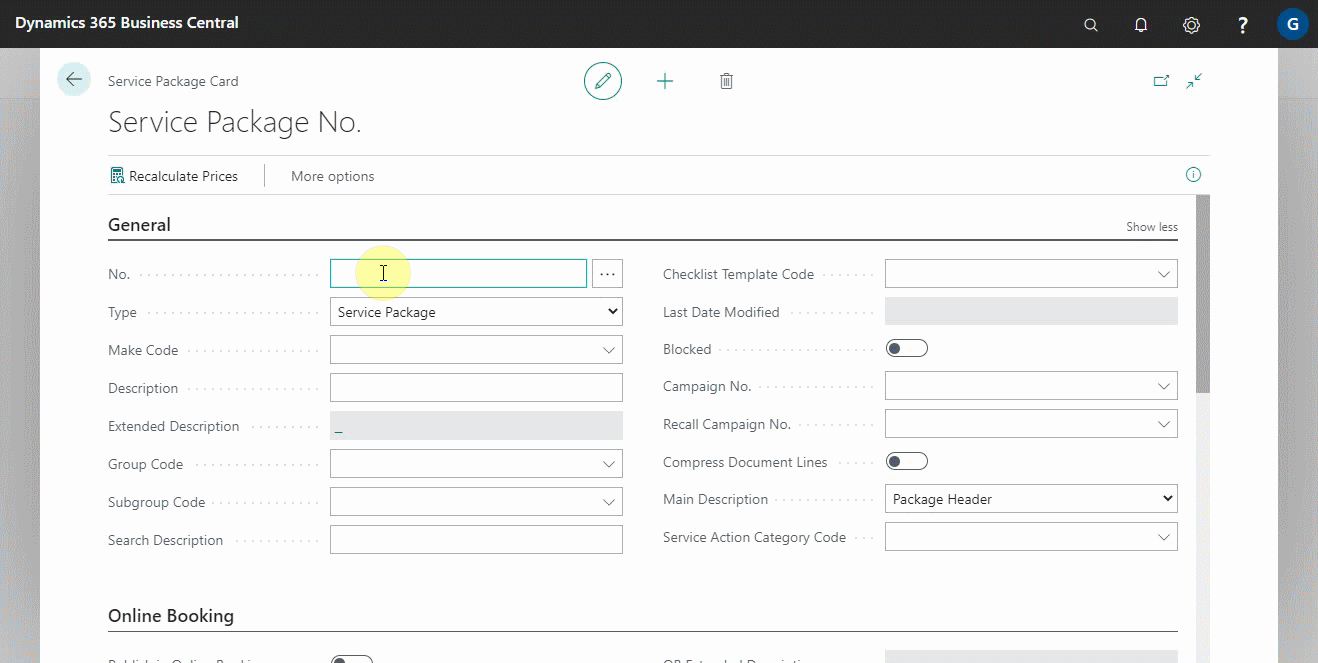 Dynamics 365 Business Central
?
G
Service Package Card
Service Package No.
Recalculate Prices
More options
General
Show less
No.
Type
Service Package
Make Code
Description
Extended Description
_
Group Code
Subgroup Code
Search Description
Checklist Template Code
Last Date Modified
Blocked
Campaign No.
Recall Campaign No.
Compress Document Lines
Main Description
Package Header
Service Action Category Code
Online Booking